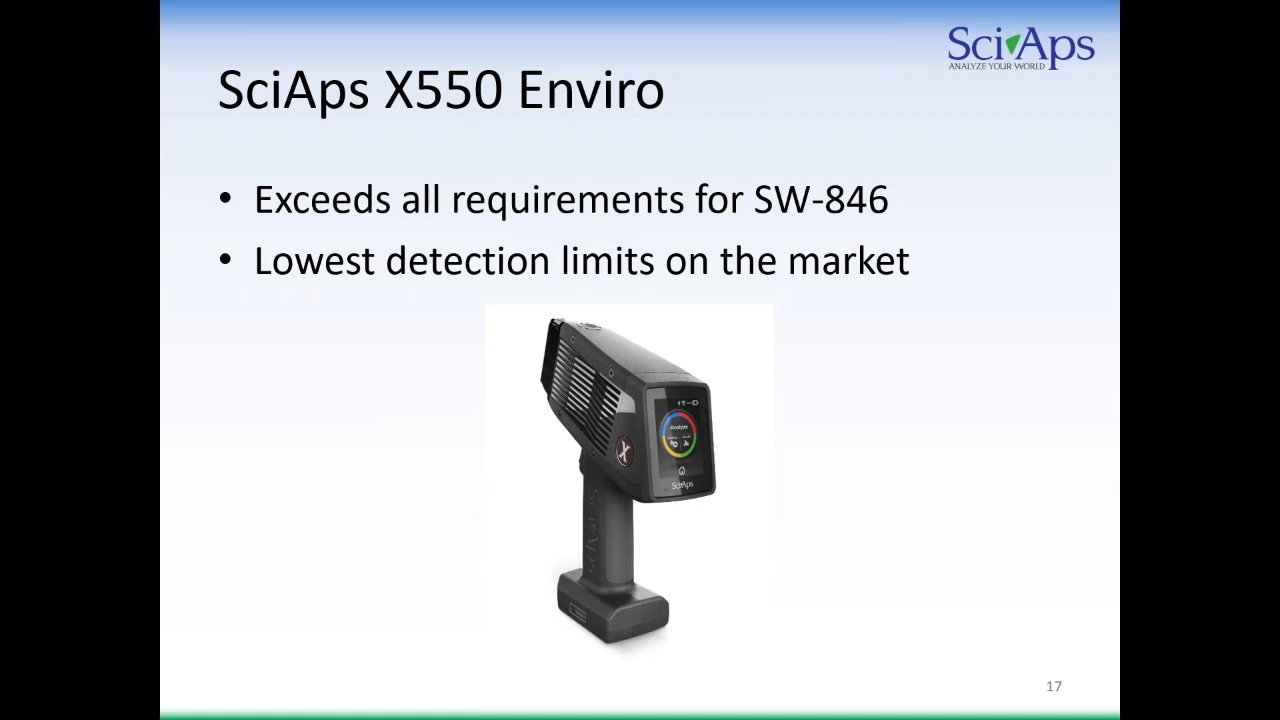 SciAps
ANALYZE YOUR WORLD
SciAps X550 Enviro
• Exceeds all requirements for SW-846
• Lowest detection limits on the market
Analyze
X
SciAps
SciAps
17